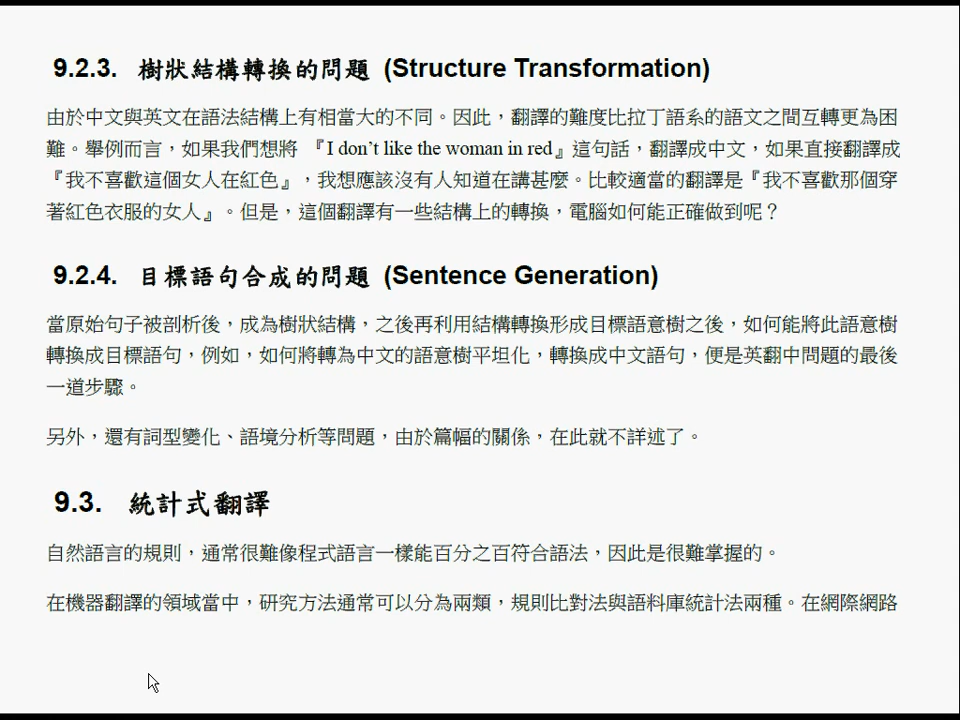 9.2.3. 樹狀結構轉換的問題 (Structure Transformation)
由於中文與英文在語法結構上有相當大的不同。因此，翻譯的難度比拉丁語系的語文之間互轉更為困
難。舉例而言，如果我們想將 『I don't like the woman in red』這句話，翻譯成中文，如果直接翻譯成
『我不喜歡這個女人在紅色』，我想應該沒有人知道在講甚麼。比較適當的翻譯是『我不喜歡那個穿
著紅色衣服的女人』。但是，這個翻譯有一些結構上的轉換，電腦如何能正確做到呢？
9.2.4. 目標語句合成的問題 (Sentence Generation)
當原始句子被剖析後，成為樹狀結構，之後再利用結構轉換形成目標語意樹之後，如何能將此語意樹
轉換成目標語句，例如，如何將轉為中文的語意樹平坦化，轉換成中文語句，便是英翻中問題的最後
一道步驟。
另外，還有詞型變化、語境分析等問題，由於篇幅的關係，在此就不詳述了。
9.3. 統計式翻譯
自然語言的規則，通常很難像程式語言一樣能百分之百符合語法，因此是很難掌握的。
在機器翻譯的領域當中，研究方法通常可以分為兩類，規則比對法與語料庫統計法兩種。在網際網路